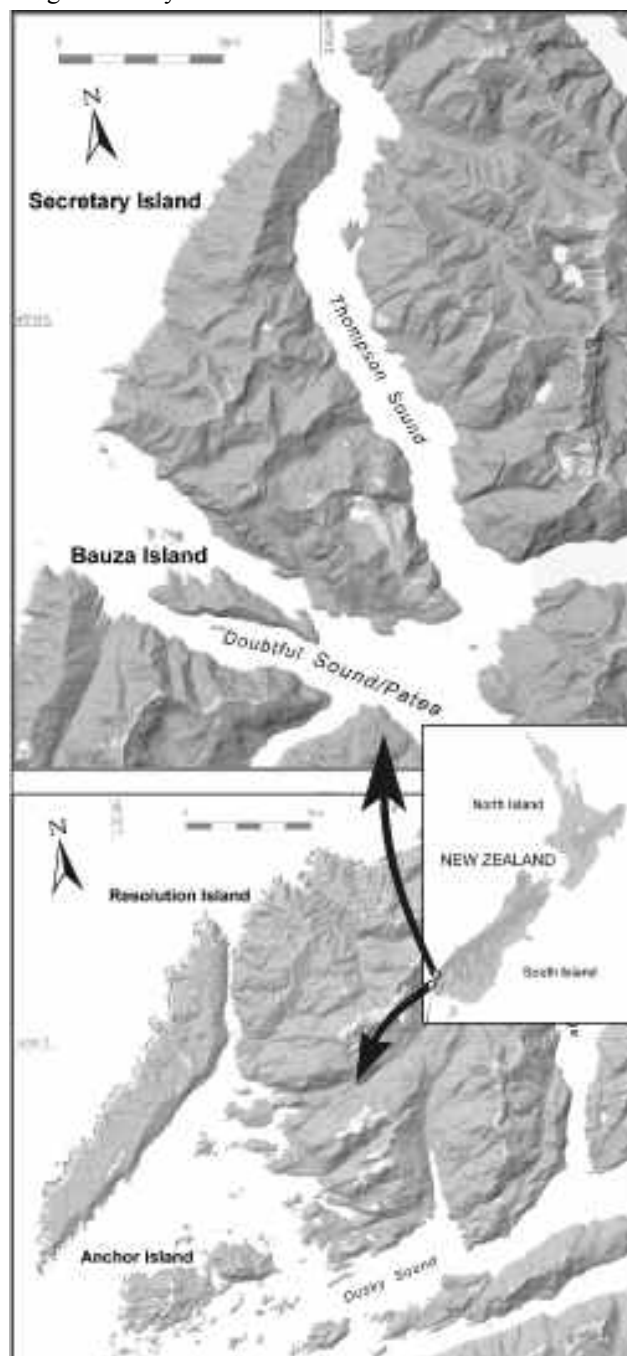 0
N
Secretary Island
Thompson Sound
Bauza Island
Doubtful Sound/Patea
North Island
NEW ZEALAND
South Island
N
Resolution Island
Anchor Island
Dusky Sound